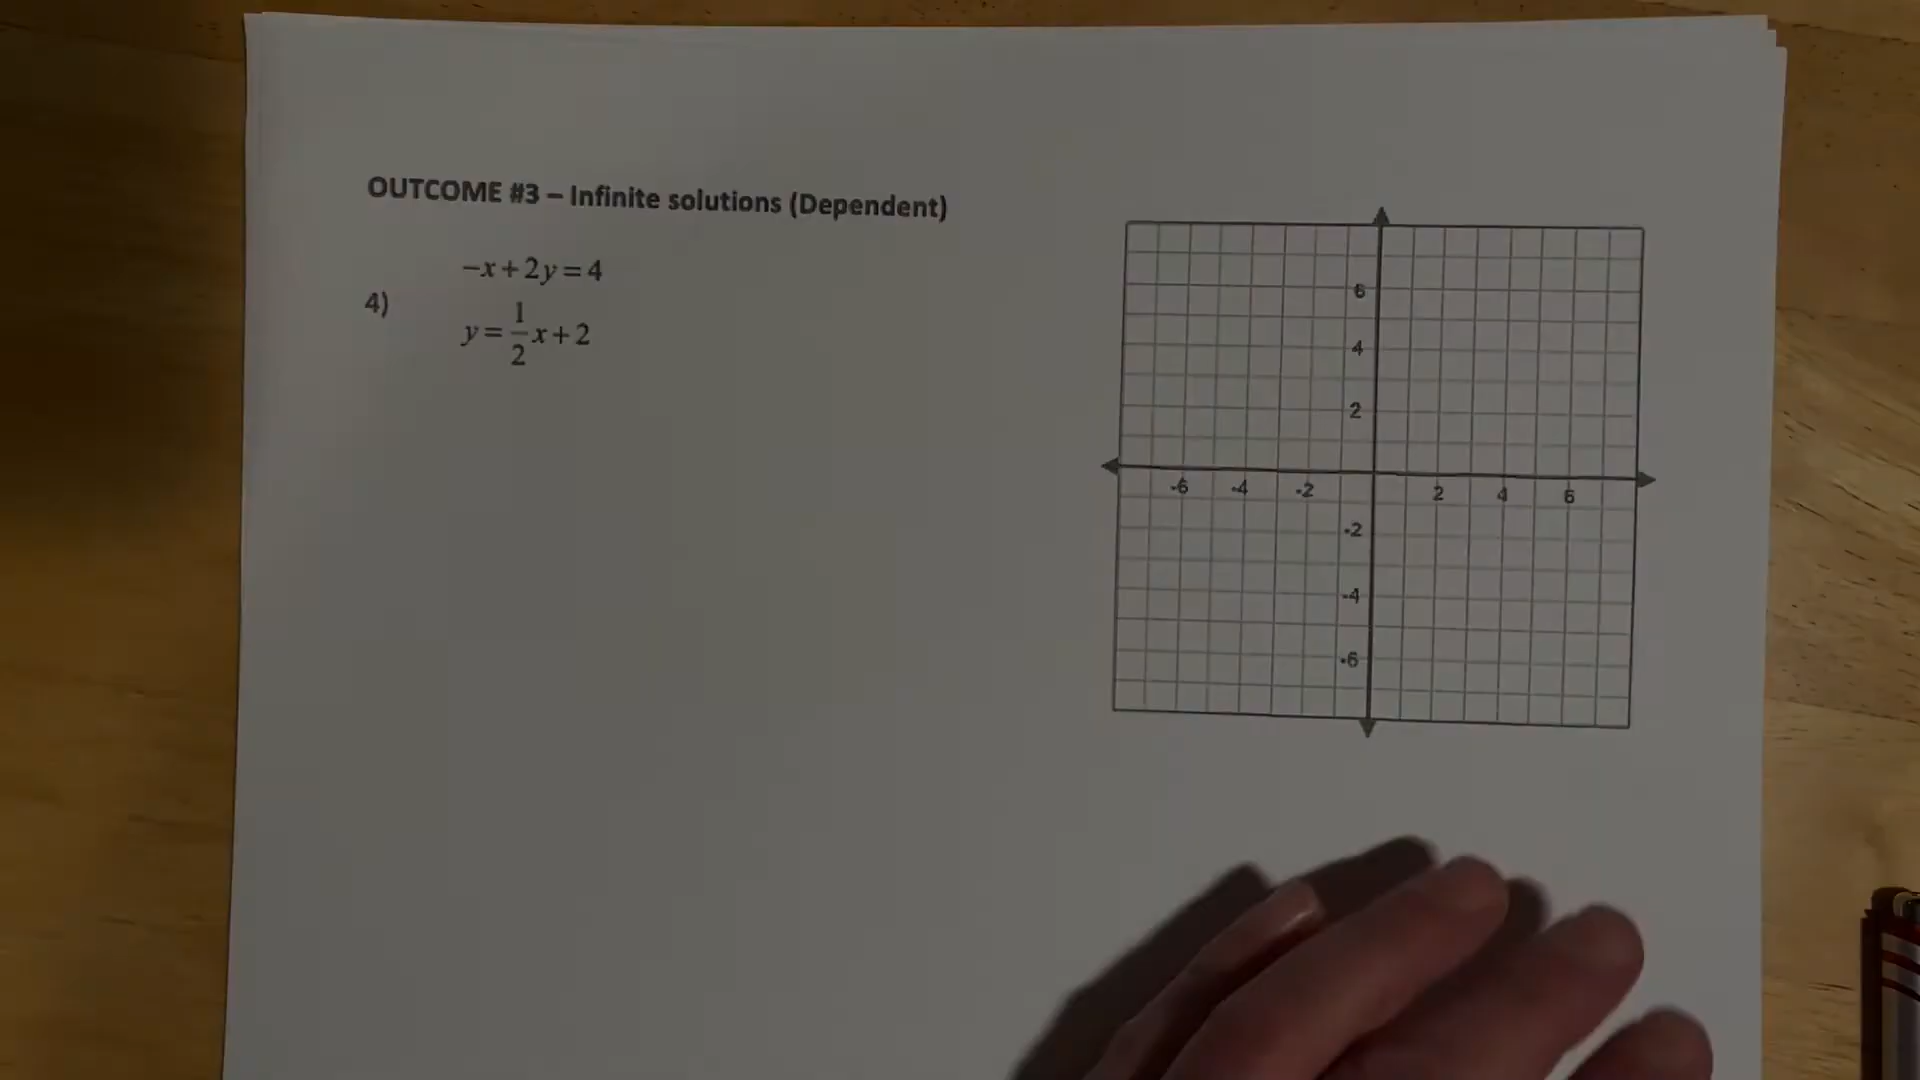 OUTCOME #3 – Infinite solutions (Dependent)
4)
−x+2y=4
y=1/2x+2
6
4
2
-6 -4 -2 2 4 6
-2
-4
-6